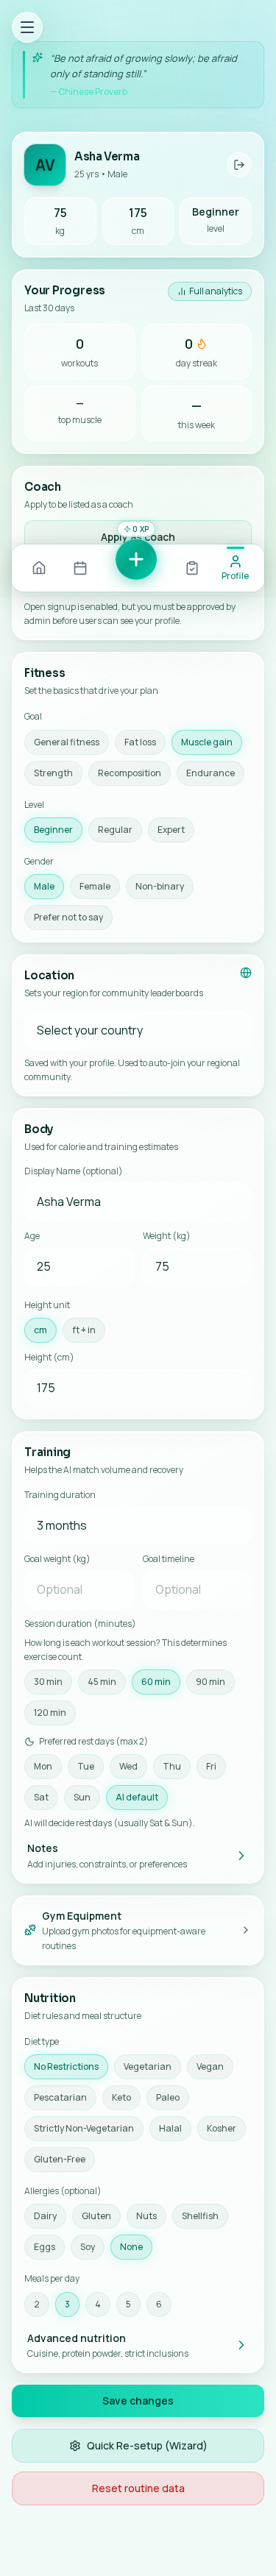 "Be not afraid of growing slowly; be afraid
only of standing still."
— Chinese Proverb
AV
Asha Verma
25 yrs • Male
75
kg
175
cm
Beginner
level
Your Progress
Last 30 days
Full analytics
0
workouts
0
day streak
—
top muscle
—
this week
Coach
Apply to be listed as a coach
0 XP
Apply as Coach
Profile
Open signup is enabled, but you must be approved by
admin before users can see your profile.
Fitness
Set the basics that drive your plan
Goal
General fitness
Fat loss
Muscle gain
Strength
Recomposition
Endurance
Level
Beginner
Regular
Expert
Gender
Male
Female
Non-binary
Prefer not to say
Location
Sets your region for community leaderboards
Select your country
Saved with your profile. Used to auto-join your regional
community.
Body
Used for calorie and training estimates
Display Name (optional)
Asha Verma
Age
Weight (kg)
25
75
Height unit
cm
ft + in
Height (cm)
175
Training
Helps the AI match volume and recovery
Training duration
3 months
Goal weight (kg)
Goal timeline
Optional
Optional
Session duration (minutes)
How long is each workout session? This determines
exercise count.
30 min
45 min
60 min
90 min
120 min
Preferred rest days (max 2)
Mon
Tue
Wed
Thu
Fri
Sat
Sun
AI default
AI will decide rest days (usually Sat & Sun).
Notes
Add injuries, constraints, or preferences
Gym Equipment
Upload gym photos for equipment-aware
routines
Nutrition
Diet rules and meal structure
Diet type
No Restrictions
Vegetarian
Vegan
Pescatarian
Keto
Paleo
Strictly Non-Vegetarian
Halal
Kosher
Gluten-Free
Allergies (optional)
Dairy
Gluten
Nuts
Shellfish
Eggs
Soy
None
Meals per day
2
3
4
5
6
Advanced nutrition
Cuisine, protein powder, strict inclusions
Save changes
Quick Re-setup (Wizard)
Reset routine data